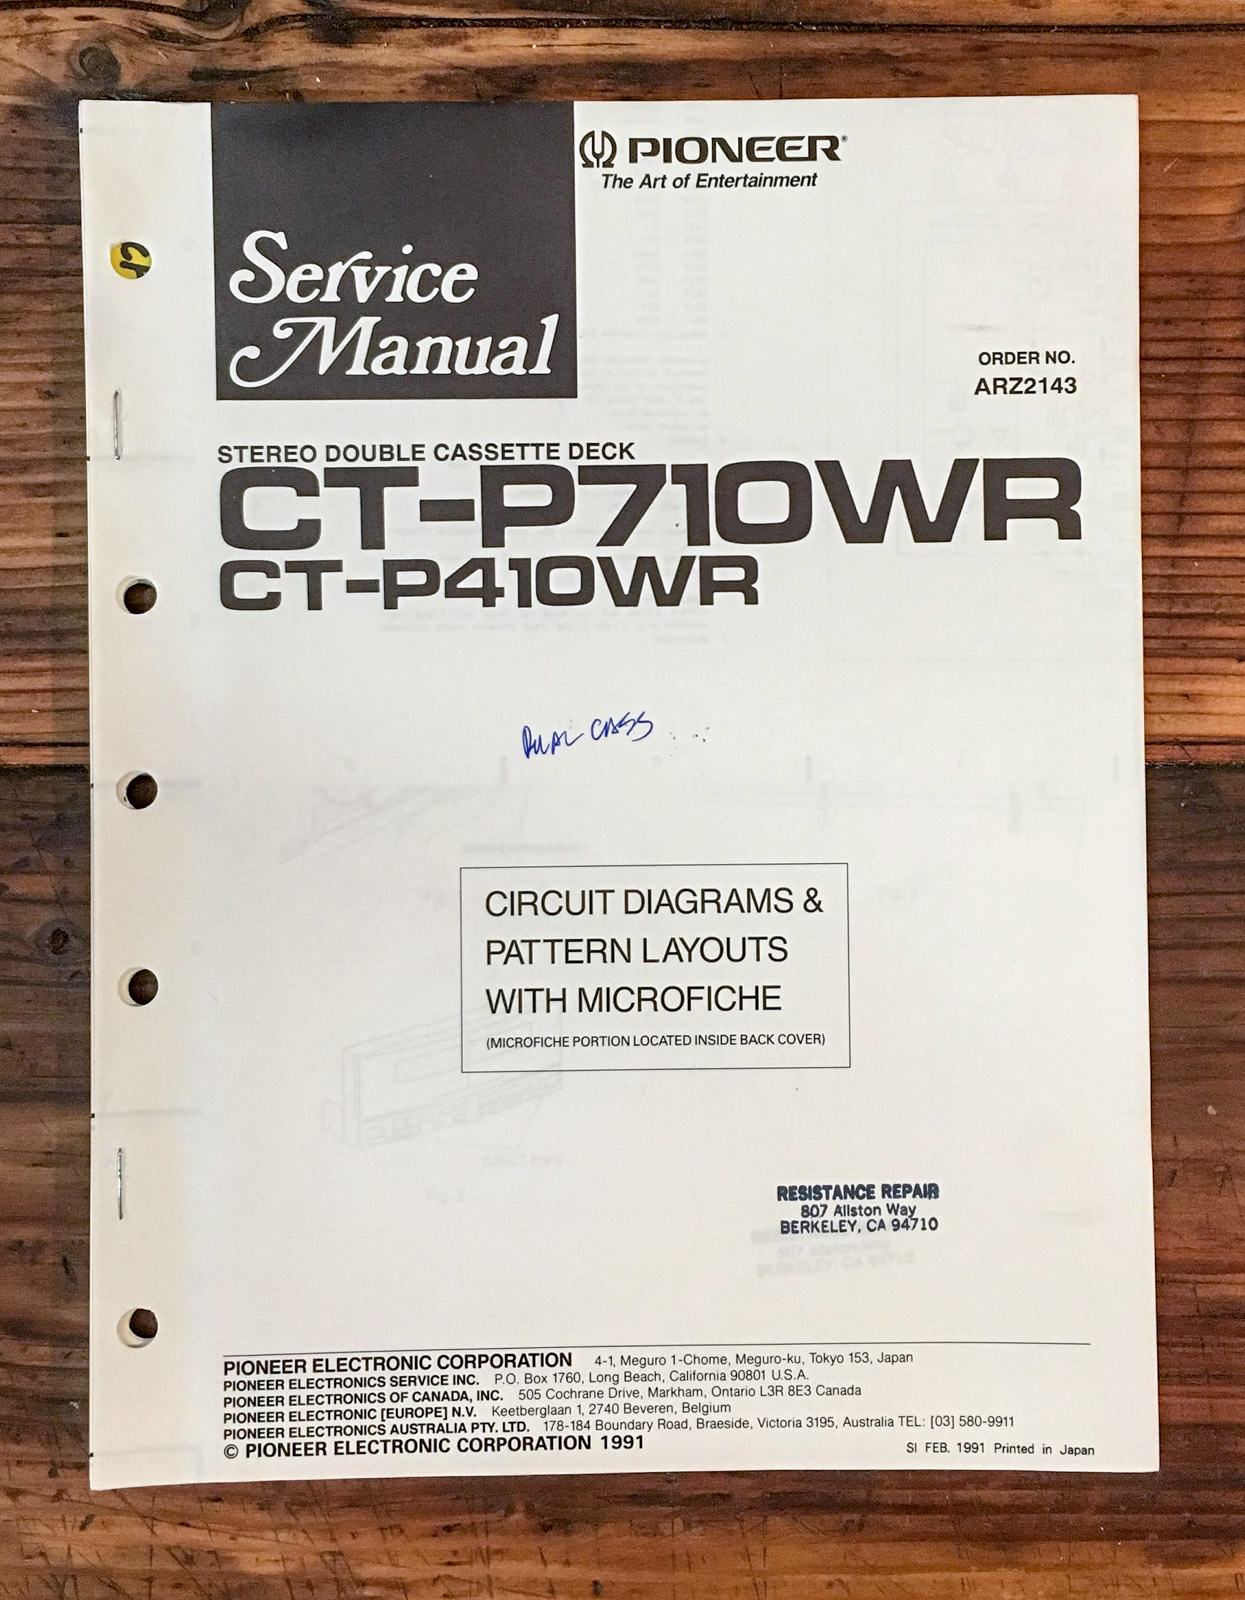 PIONEER®
The Art of Entertainment
Service
Manual
ORDER NO.
ARZ2143
STEREO DOUBLE CASSETTE DECK
CT-P710WR
CT-P410WR
DUAL CASS
CIRCUIT DIAGRAMS &
PATTERN LAYOUTS
WITH MICROFICHE
(MICROFICHE PORTION LOCATED INSIDE BACK COVER)
RESISTANCE REPAIR
807 Allston Way
BERKELEY, CA 94710
PIONEER ELECTRONIC CORPORATION 4-1, Meguro 1-Chome, Meguro-ku, Tokyo 153, Japan
PIONEER ELECTRONICS SERVICE INC. P.O. Box 1760, Long Beach, California 90801 U.S.A.
PIONEER ELECTRONICS OF CANADA, INC. 505 Cochrane Drive, Markham, Ontario L3R 8E3 Canada
PIONEER ELECTRONIC [EUROPE] N.V. Keetberglaan 1, 2740 Beveren, Belgium
PIONEER ELECTRONICS AUSTRALIA PTY. LTD. 178-184 Boundary Road, Braeside, Victoria 3195, Australia TEL: [03] 580-9911
© PIONEER ELECTRONIC CORPORATION 1991
SI FEB. 1991 Printed in Japan